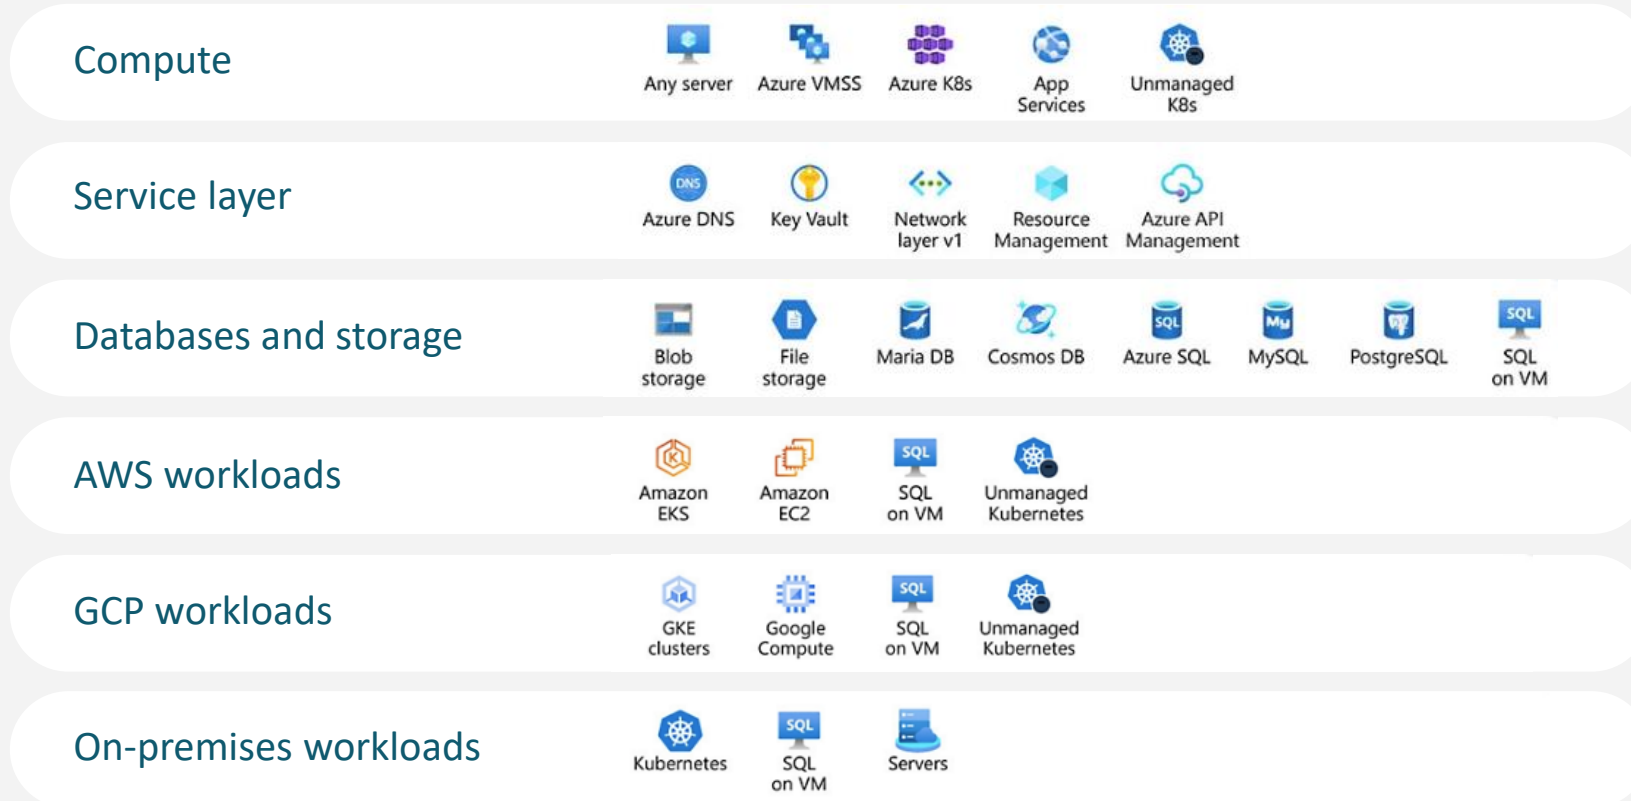 Compute
Any server
Azure VMSS
Azure K8s
App
Services
Unmanaged
K8s
Service layer
DNS
Azure DNS
Key Vault
Network
layer v1
Resource
Management
Azure API
Management
Databases and storage
Blob
storage
File
storage
Maria DB
Cosmos DB
SQL
Azure SQL
My
MySQL
PostgreSQL
SQL
SQL
on VM
AWS workloads
K
Amazon
EKS
Amazon
EC2
SQL
SQL
on VM
Unmanaged
Kubernetes
GCP workloads
GKE
clusters
Google
Compute
SQL
SQL
on VM
Unmanaged
Kubernetes
On-premises workloads
Kubernetes
SQL
SQL
on VM
Servers